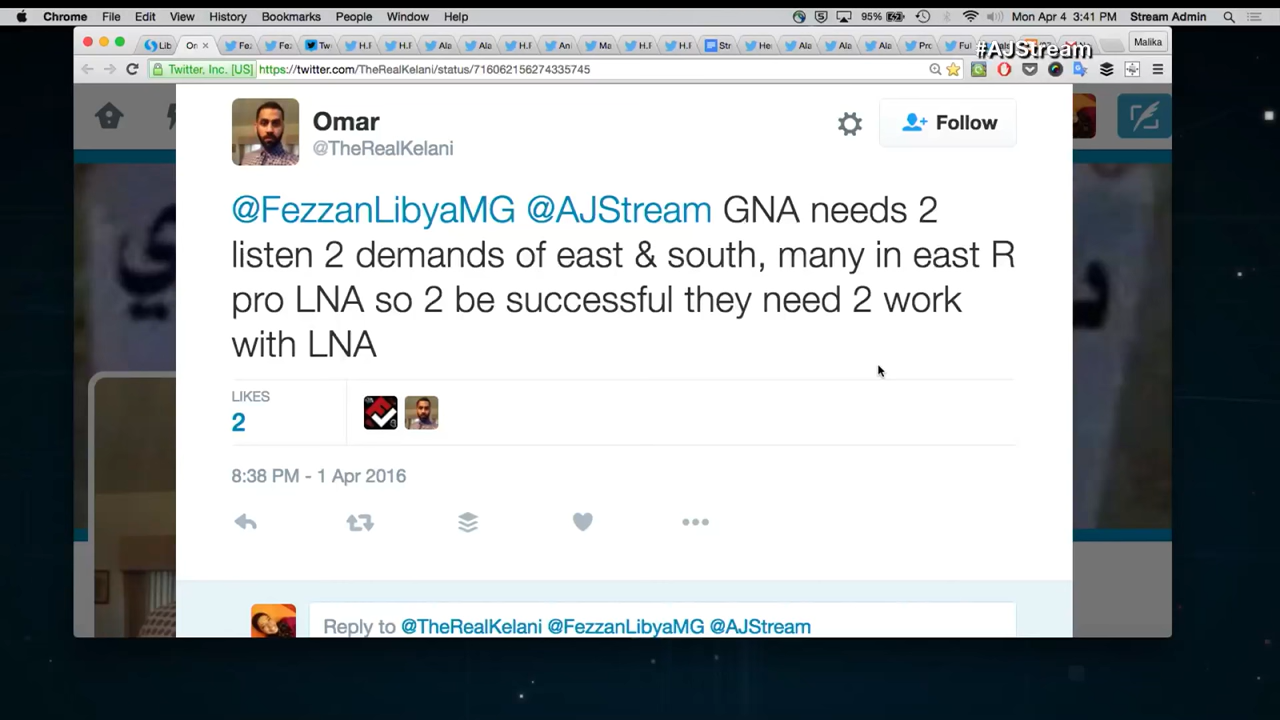 Chrome File Edit View History Bookmarks People Window Help
95% Mon Apr 4 3:41 PM Stream Admin
#AJStream
Malika
Twitter, Inc. [US] https://twitter.com/TheRealKelani/status/716062156274335745
Omar
@TheRealKelani
Follow
@FezzanLibyaMG @AJStream GNA needs 2
listen 2 demands of east & south, many in east R
pro LNA so 2 be successful they need 2 work
with LNA
LIKES
2
8:38 PM - 1 Apr 2016
Reply to @TheRealKelani @FezzanLibyaMG @AJStream